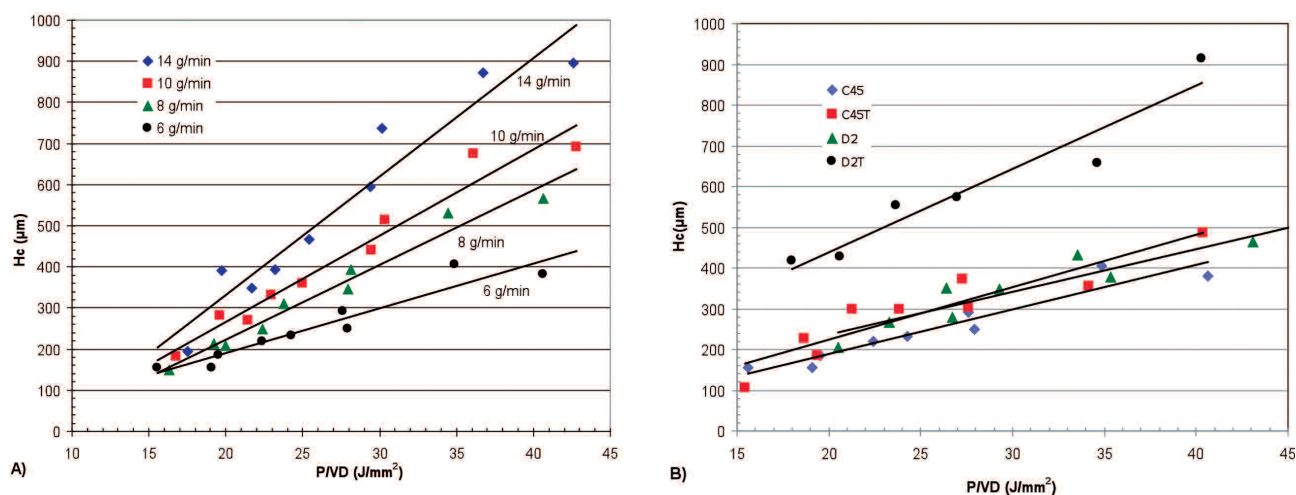 1000
900
800
700
600
500
400
300
200
100
0
Hc (µm)
14 g/min
10 g/min
8 g/min
6 g/min
14 g/min
10 g/min
8 g/min
6 g/min
10 15 20 25 30 35 40 45
P/VD (J/mm²)
A)
1000
900
800
700
600
500
400
300
200
100
0
Hc(µm)
C45
C45T
D2
D2T
15 20 25 30 35 40 45
P/VD (J/mm²)
B)